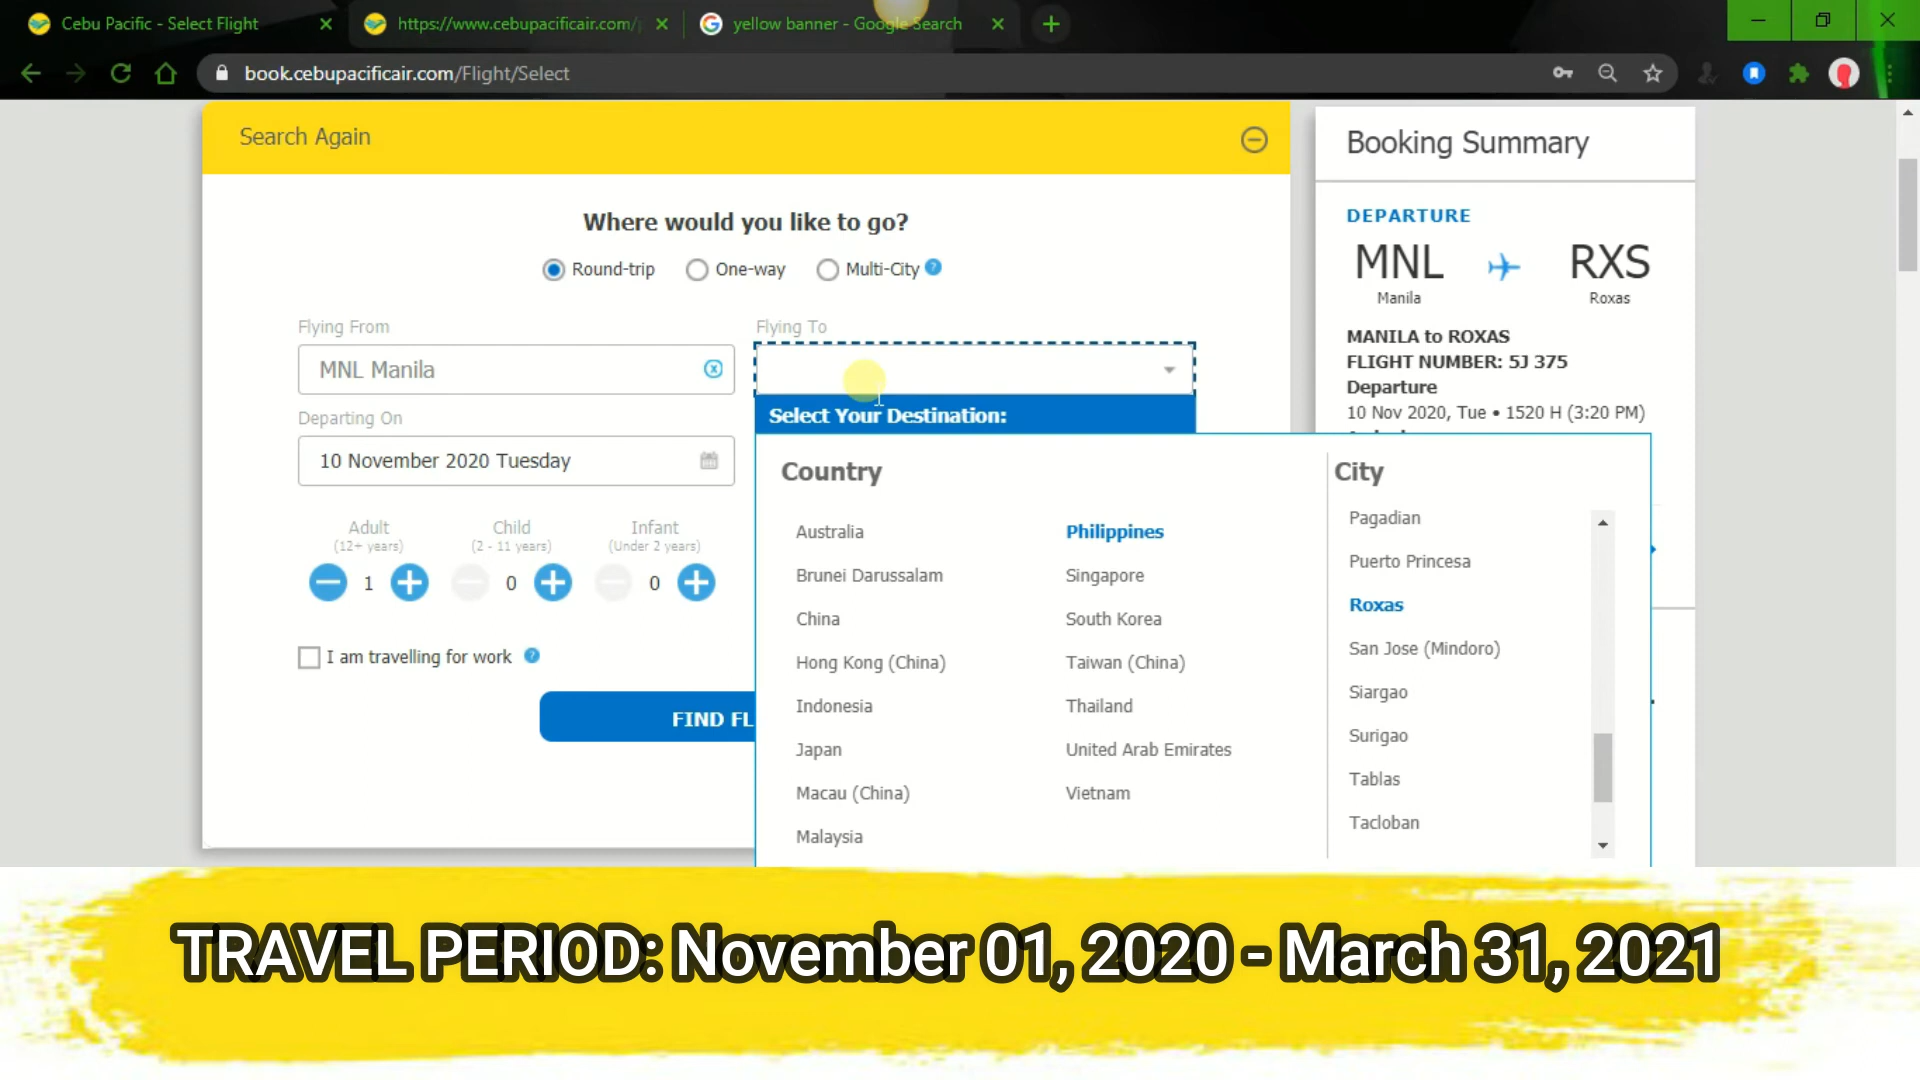 Cebu Pacific - Select Flight
https://www.cebupacificair.com/
yellow banner - Google Search
book.cebupacificair.com/Flight/Select
Search Again
Where would you like to go?
Round-trip
One-way
Multi-City
Flying From
Flying To
MNL Manila
Select Your Destination:
Departing On
10 November 2020 Tuesday
Adult
(12+ years)
Child
(2 - 11 years)
Infant
(Under 2 years)
1
0
0
I am travelling for work
FIND FL
Country
Australia
Brunei Darussalam
China
Hong Kong (China)
Indonesia
Japan
Macau (China)
Malaysia
Philippines
Singapore
South Korea
Taiwan (China)
Thailand
United Arab Emirates
Vietnam
City
Pagadian
Puerto Princesa
Roxas
San Jose (Mindoro)
Siargao
Surigao
Tablas
Tacloban
Booking Summary
DEPARTURE
MNL
Manila
RXS
Roxas
MANILA to ROXAS
FLIGHT NUMBER: 5J 375
Departure
10 Nov 2020, Tue • 1520 H (3:20 PM)
TRAVEL PERIOD: November 01, 2020 - March 31, 2021